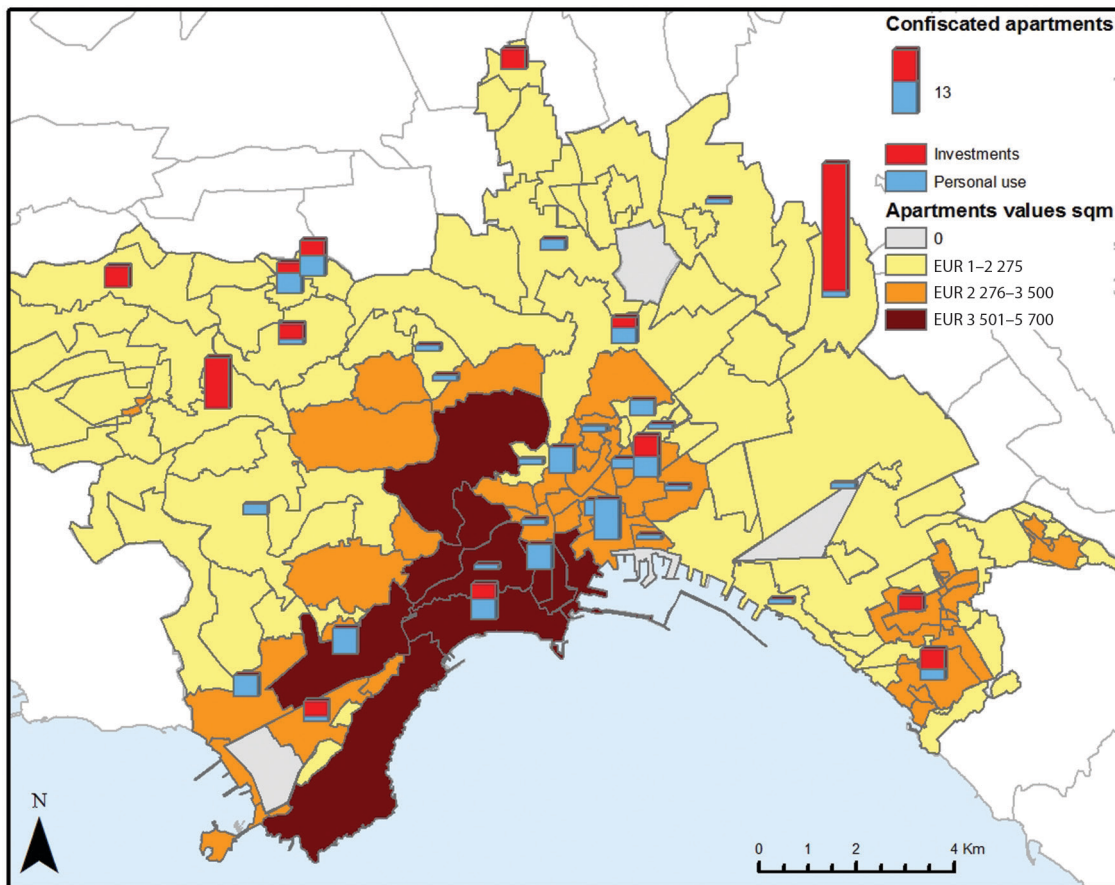 Confiscated apartments
13
Investments
Personal use
Apartments values sqm
0
EUR 1–2 275
EUR 2 276–3 500
EUR 3 501–5 700
N
0 1 2 4 Km